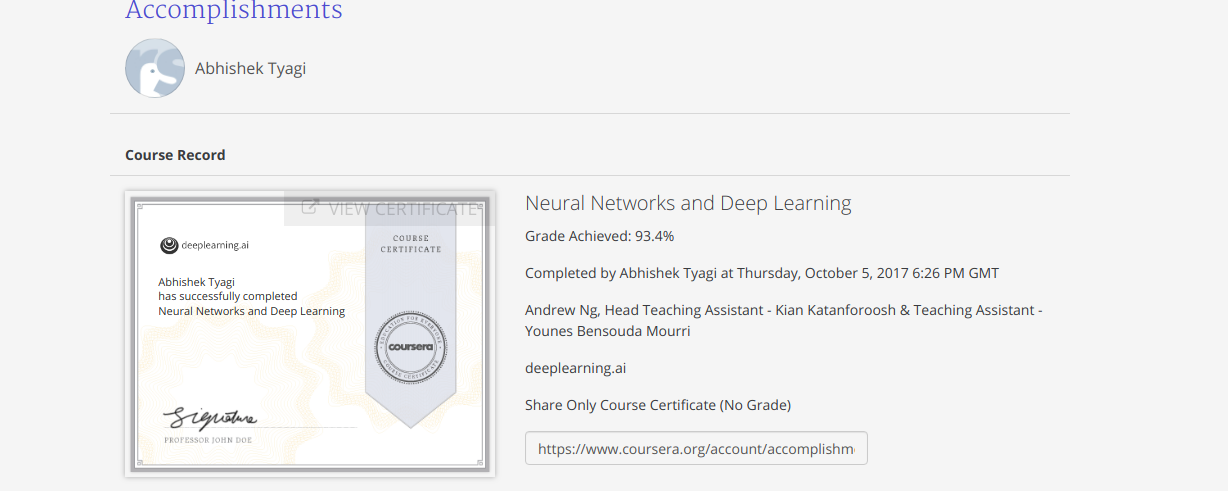 Accomplishments
Abhishek Tyagi
Course Record
VIEW CERTIFICATE
COURSE
CERTIFICATE
deeplearning.ai
Abhishek Tyagi
has successfully completed
Neural Networks and Deep Learning
EDUCATION FOR EVERYONE
coursera
COURSE CERTIFICATE
Signature
PROFESSOR JOHN DOE
Neural Networks and Deep Learning
Grade Achieved: 93.4%
Completed by Abhishek Tyagi at Thursday, October 5, 2017 6:26 PM GMT
Andrew Ng, Head Teaching Assistant - Kian Katanforoosh & Teaching Assistant -
Younes Bensouda Mourri
deeplearning.ai
Share Only Course Certificate (No Grade)
https://www.coursera.org/account/accomplishm